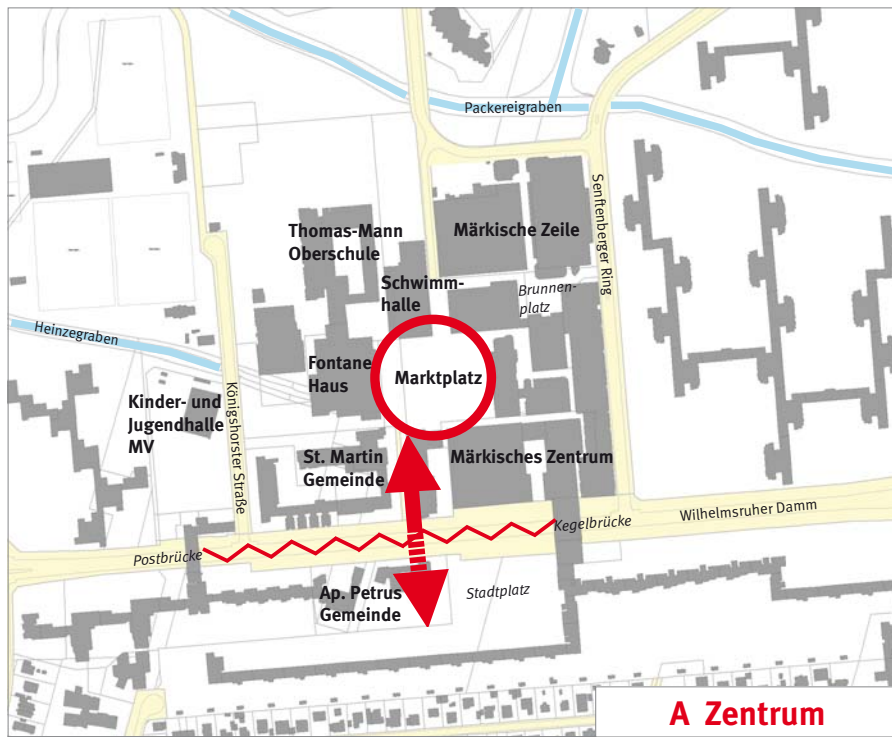 Packereigraben
Senftenberger Ring
Thomas-Mann
Oberschule
Märkische Zeile
Schwimm-
halle
Brunnen-
platz
Heinzegraben
Fontane
Haus
Marktplatz
Königshorster Straße
Kinder- und
Jugendhalle
MV
St. Martin
Gemeinde
Märkisches Zentrum
Kegelbrücke
Wilhelmsruher Damm
Postbrücke
Ap. Petrus
Gemeinde
Stadtplatz
A Zentrum